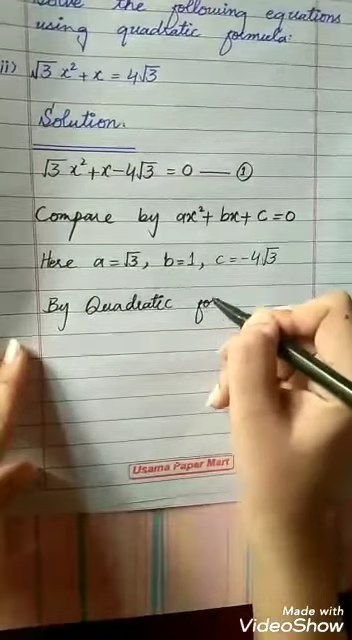 Solve the following equations
using quadratic formula:
ii) √3 x² + x = 4√3
Solution.
√3 x² + x - 4√3 = 0 — ①
Compare by ax² + bx + c = 0
Here a = √3, b = 1, c = -4√3
By Quadratic fo
Usama Paper Mart
Made with
VideoShow